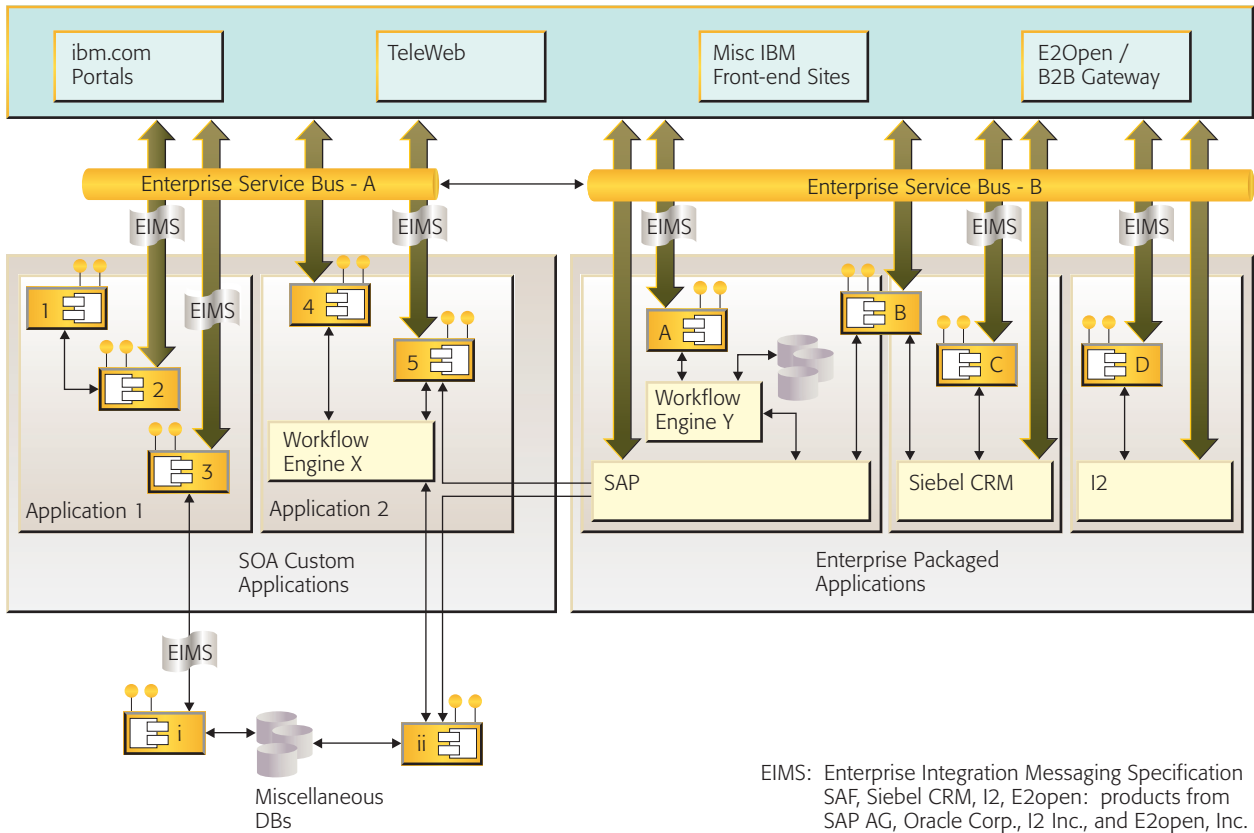 ibm.com
Portals
TeleWeb
Misc IBM
Front-end Sites
E2Open /
B2B Gateway
Enterprise Service Bus - A
Enterprise Service Bus - B
EIMS
EIMS
EIMS
EIMS
EIMS
EIMS
1
2
3
4
5
A
B
C
D
Workflow
Engine X
Workflow
Engine Y
SAP
Siebel CRM
I2
Application 1
Application 2
SOA Custom
Applications
Enterprise Packaged
Applications
EIMS
i
ii
Miscellaneous
DBs
EIMS: Enterprise Integration Messaging Specification
SAF, Siebel CRM, I2, E2open: products from
SAP AG, Oracle Corp., I2 Inc., and E2open, Inc.